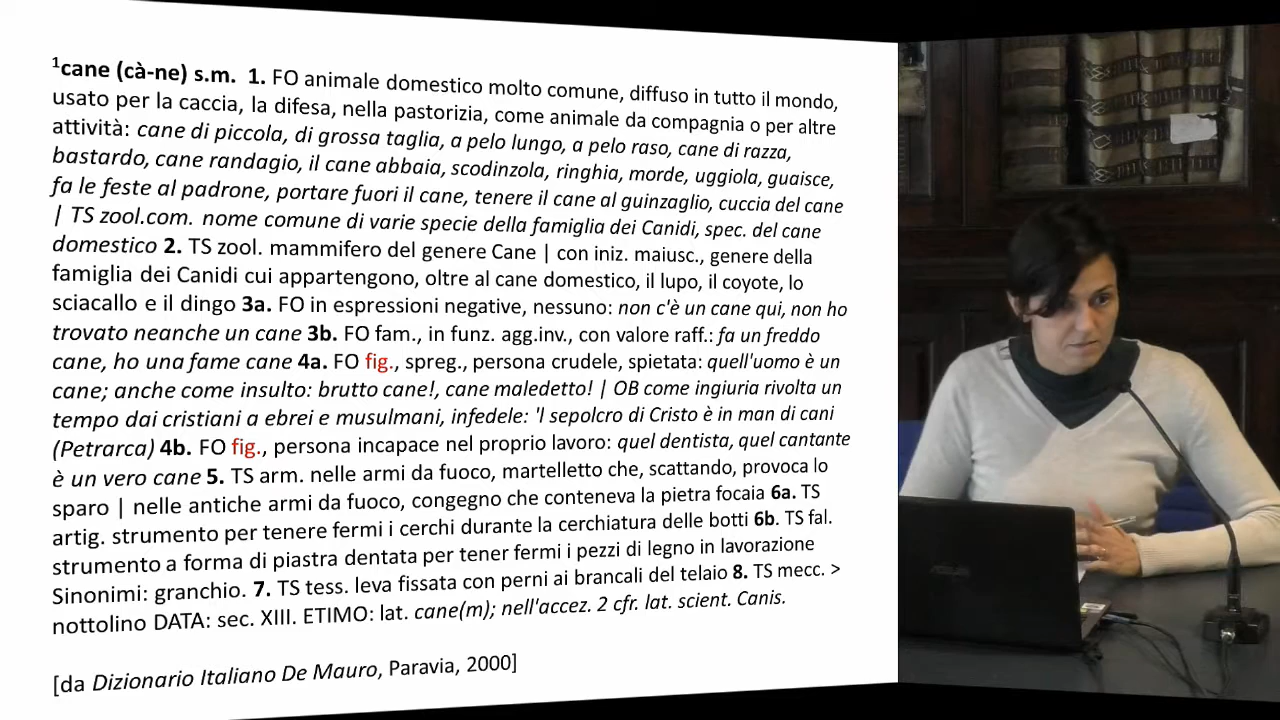 ¹cane (cà-ne) s.m. 1. FO animale domestico molto comune, diffuso in tutto il mondo,
usato per la caccia, la difesa, nella pastorizia, come animale da compagnia o per altre
attività: cane di piccola, di grossa taglia, a pelo lungo, a pelo raso, cane di razza,
bastardo, cane randagio, il cane abbaia, scodinzola, ringhia, morde, uggiola, guaisce,
fa le feste al padrone, portare fuori il cane, tenere il cane al guinzaglio, cuccia del cane
| TS zool.com. nome comune di varie specie della famiglia dei Canidi, spec. del cane
domestico 2. TS zool. mammifero del genere Cane | con iniz. maiusc., genere della
famiglia dei Canidi cui appartengono, oltre al cane domestico, il lupo, il coyote, lo
sciacallo e il dingo 3a. FO in espressioni negative, nessuno: non c'è un cane qui, non ho
trovato neanche un cane 3b. FO fam., in funz. agg.inv., con valore raff.: fa un freddo
cane, ho una fame cane 4a. FO fig., spreg., persona crudele, spietata: quell'uomo è un
cane; anche come insulto: brutto cane!, cane maledetto! | OB come ingiuria rivolta un
tempo dai cristiani a ebrei e musulmani, infedele: 'l sepolcro di Cristo è in man di cani
(Petrarca) 4b. FO fig., persona incapace nel proprio lavoro: quel dentista, quel cantante
è un vero cane 5. TS arm. nelle armi da fuoco, martelletto che, scattando, provoca lo
sparo | nelle antiche armi da fuoco, congegno che conteneva la pietra focaia 6a. TS
artig. strumento per tenere fermi i cerchi durante la cerchiatura delle botti 6b. TS fal.
strumento a forma di piastra dentata per tener fermi i pezzi di legno in lavorazione
Sinonimi: granchio. 7. TS tess. leva fissata con perni ai brancali del telaio 8. TS mecc. >
nottolino DATA: sec. XIII. ETIMO: lat. cane(m); nell'accez. 2 cfr. lat. scient. Canis.
[da Dizionario Italiano De Mauro, Paravia, 2000]
ASUS